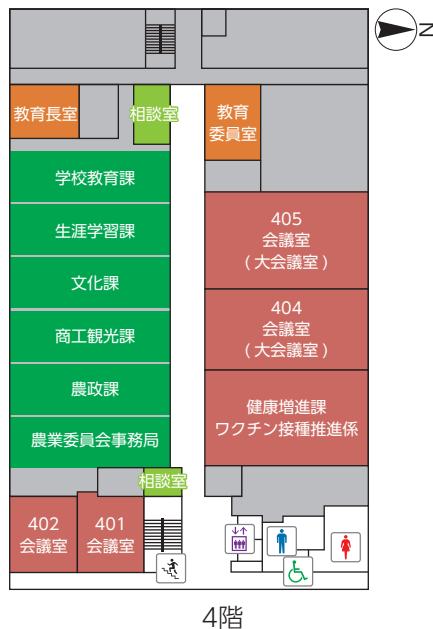 N
教育長室
相談室
教育
委員室
学校教育課
生涯学習課
文化課
商工観光課
農政課
農業委員会事務局
405
会議室
(大会議室)
404
会議室
(大会議室)
健康増進課
ワクチン接種推進係
相談室
402
会議室
401
会議室
4階